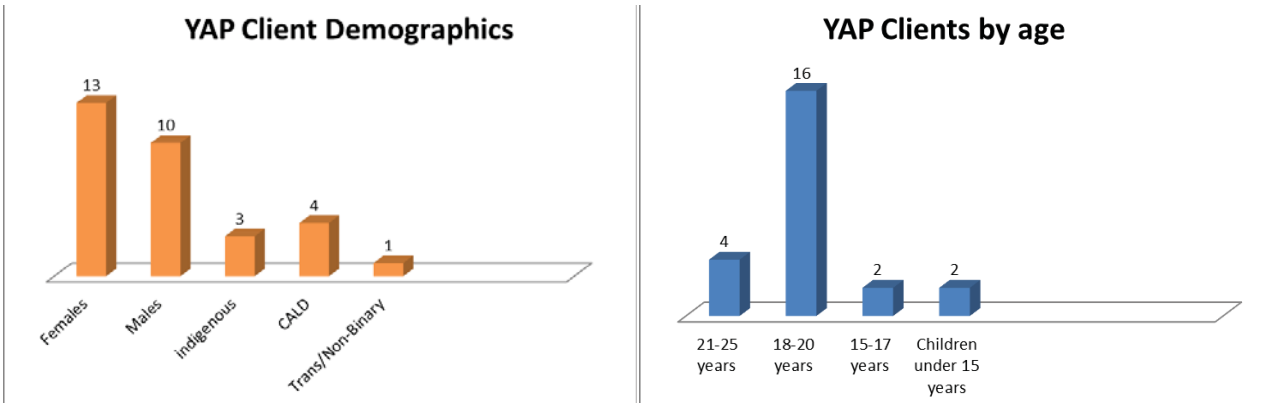 YAP Client Demographics
13
10
3
4
1
Females
Males
indigenous
CALD
Trans/Non-Binary
YAP Clients by age
16
4
2
2
21-25
years
18-20
years
15-17
years
Children
under 15
years